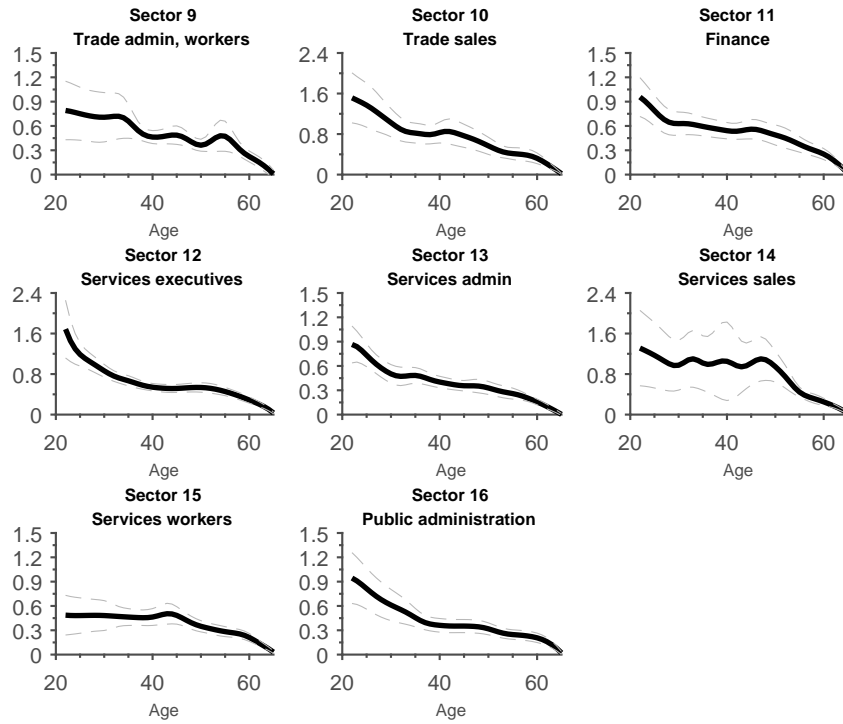 Sector 9
Trade admin, workers
1.5
1.2
0.9
0.6
0.3
0
20 40 60
Age
Sector 10
Trade sales
2.4
1.6
0.8
0
20 40 60
Age
Sector 11
Finance
1.5
1.2
0.9
0.6
0.3
0
20 40 60
Age
Sector 12
Services executives
2.4
1.6
0.8
0
20 40 60
Age
Sector 13
Services admin
1.5
1.2
0.9
0.6
0.3
0
20 40 60
Age
Sector 14
Services sales
2.4
1.6
0.8
0
20 40 60
Age
Sector 15
Services workers
1.5
1.2
0.9
0.6
0.3
0
20 40 60
Age
Sector 16
Public administration
1.5
1.2
0.9
0.6
0.3
0
20 40 60
Age